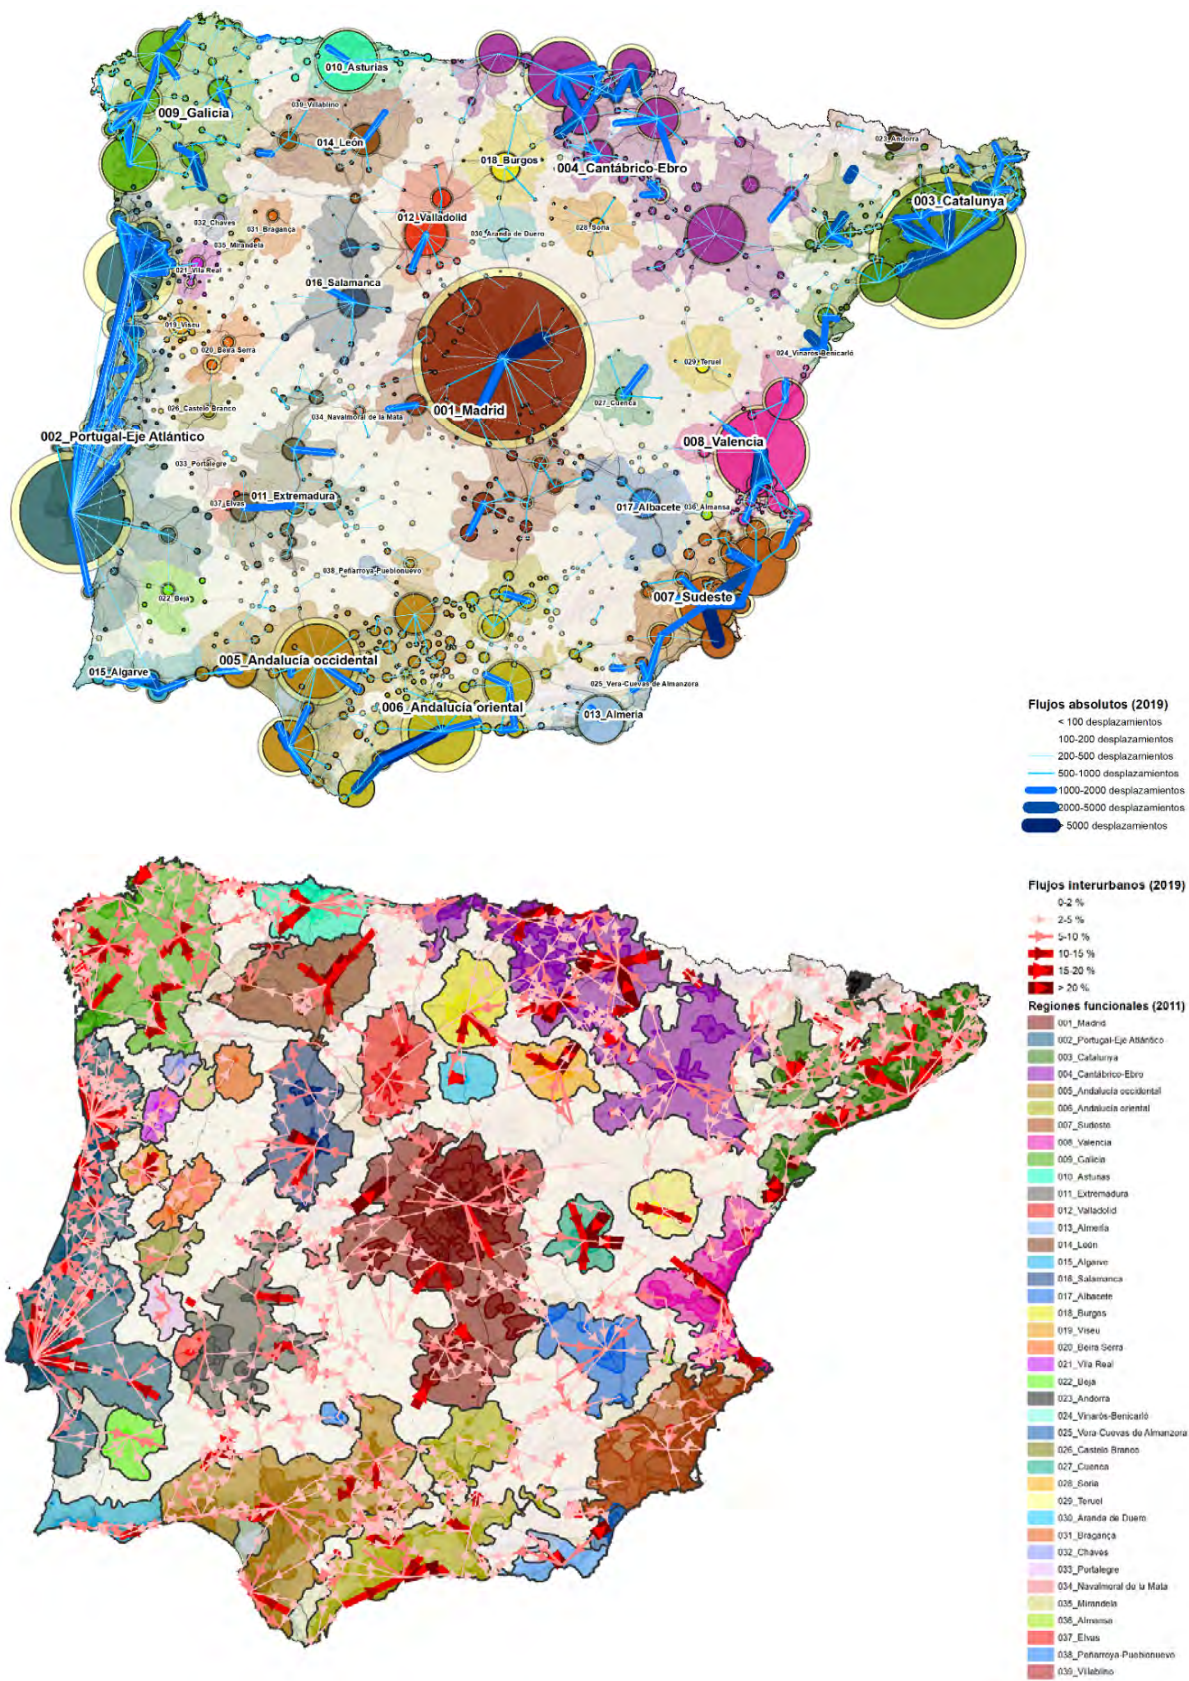 010_Asturias
009_Galicia
039_Villablino
014_León
018_Burgos
004_Cantábrico-Ebro
023_Andorra
003_Catalunya
032_Chaves
031_Bragança
035_Mirandela
012_Valladolid
030_Aranda de Duero
028_Soria
021_Vila Real
016_Salamanca
019_Viseu
020_Beira Serra
024_Vinaròs-Benicarló
029_Teruel
026_Castelo Branco
034_Navalmoral de la Mata
001_Madrid
027_Cuenca
002_Portugal-Eje Atlántico
008_Valencia
033_Portalegre
037_Elvas
011_Extremadura
017_Albacete
036_Almansa
038_Peñarroya-Pueblonuevo
022_Beja
007_Sudeste
015_Algarve
005_Andalucía occidental
025_Vera-Cuevas de Almanzora
006_Andalucía oriental
013_Almería
Flujos absolutos (2019)
< 100 desplazamientos
100-200 desplazamientos
200-500 desplazamientos
500-1000 desplazamientos
1000-2000 desplazamientos
2000-5000 desplazamientos
> 5000 desplazamientos
Flujos interurbanos (2019)
0-2 %
2-5 %
5-10 %
10-15 %
15-20 %
> 20 %
Regiones funcionales (2011)
001_Madrid
002_Portugal-Eje Atlántico
003_Catalunya
004_Cantábrico-Ebro
005_Andalucía occidental
006_Andalucía oriental
007_Sudeste
008_Valencia
009_Galicia
010_Asturias
011_Extremadura
012_Valladolid
013_Almería
014_León
015_Algarve
016_Salamanca
017_Albacete
018_Burgos
019_Viseu
020_Beira Serra
021_Vila Real
022_Beja
023_Andorra
024_Vinaròs-Benicarló
025_Vera-Cuevas de Almanzora
026_Castelo Branco
027_Cuenca
028_Soria
029_Teruel
030_Aranda de Duero
031_Bragança
032_Chaves
033_Portalegre
034_Navalmoral de la Mata
035_Mirandela
036_Almansa
037_Elvas
038_Peñarroya-Pueblonuevo
039_Villablino